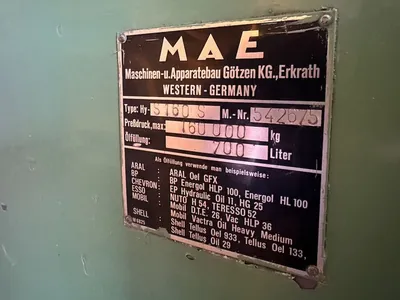 MAE
Maschinen-u. Apparatebau Götzen KG., Erkrath
WESTERN - GERMANY
Type: Hy- S 160 S M.-Nr. 542675
Preßdruck, max: 160 000 kg
Ölfüllung: 700 Liter
Als Ölfüllung verwende man beispielsweise:
ARAL : ARAL Oel GFX
BP : BP Energol HLP 100, Energol HL 100
CHEVRON: EP Hydraulic Oil 11, HG 25
ESSO : NUTO H 54, TERESSO 52
MOBIL : Mobil D.T.E. 26, Vac HLP 36
Mobil Vactra Oil Heavy Medium
SHELL : Shell Tellus Oel 933, Tellus Oil 133,
Shell Tellus Oil 29